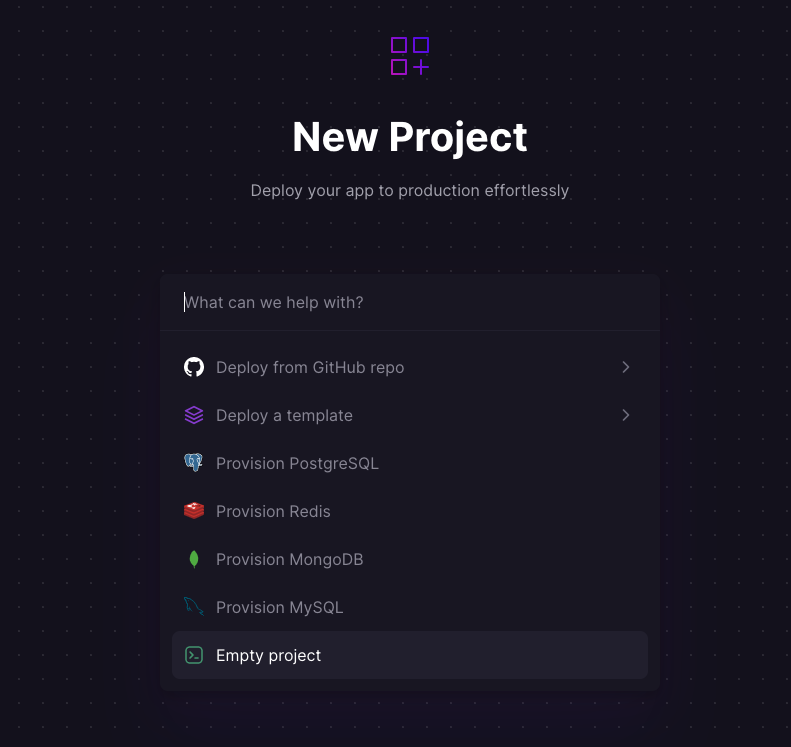 New Project
Deploy your app to production effortlessly
What can we help with?
Deploy from GitHub repo
Deploy a template
Provision PostgreSQL
Provision Redis
Provision MongoDB
Provision MySQL
Empty project